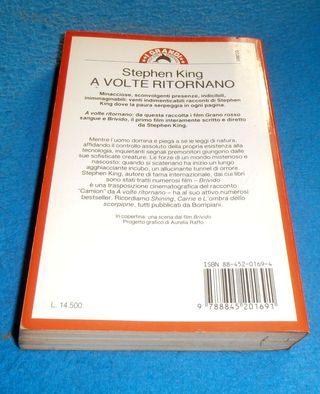 I GRANDI
Stephen King
A VOLTE RITORNANO
Minacciose, sconvolgenti presenze, indicibili,
inimmaginabili: venti indimenticabili racconti di Stephen
King dove la paura serpeggia in ogni pagina.
A volte ritornano: da questa raccolta i film Grano rosso
sangue e Brivido, il primo film interamente scritto e diretto
da Stephen King.
Mentre l'uomo domina e piega a sé le leggi di natura,
affidando il controllo assoluto della propria esistenza alla
tecnologia, inquietanti segnali premonitori giungono dalle
sue sofisticate creature. Le forze di un mondo misterioso e
nascosto: quando si scatenano ha inizio un lungo
agghiacciante incubo, un allucinante tunnel di orrore.
Stephen King, autore di fama internazionale, dai cui libri
sono stati tratti numerosi film – Brivido
è una trasposizione cinematografica del racconto
"Camion" da A volte ritornano – ha al suo attivo numerosi
bestseller. Ricordiamo Shining, Carrie e L'ombra dello
scorpione, tutti pubblicati da Bompiani.
In copertina: una scena dal film Brivido
Progetto grafico di Aurelia Raffo
ISBN 88-452-0169-4
9 788845 201691
L. 14.500